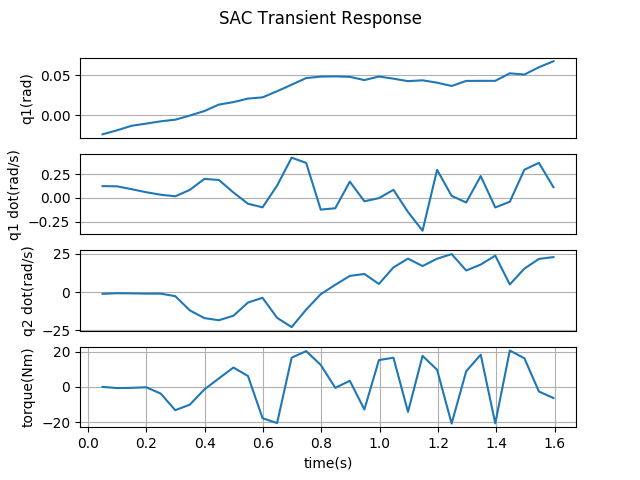 SAC Transient Response
q1(rad)
0.05
0.00
q1 dot(rad/s)
0.25
0.00
−0.25
q2 dot(rad/s)
25
0
−25
torque(Nm)
20
0
−20
0.0 0.2 0.4 0.6 0.8 1.0 1.2 1.4 1.6
time(s)